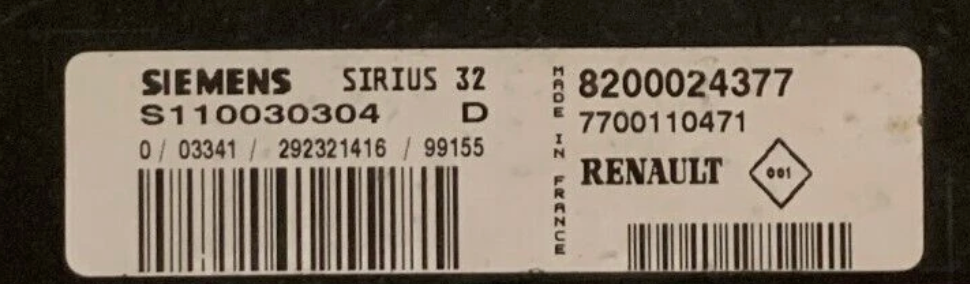 SIEMENS SIRIUS 32
S110030304 D
0 / 03341 / 292321416 / 99155
MADE IN FRANCE
8200024377
7700110471
RENAULT 001